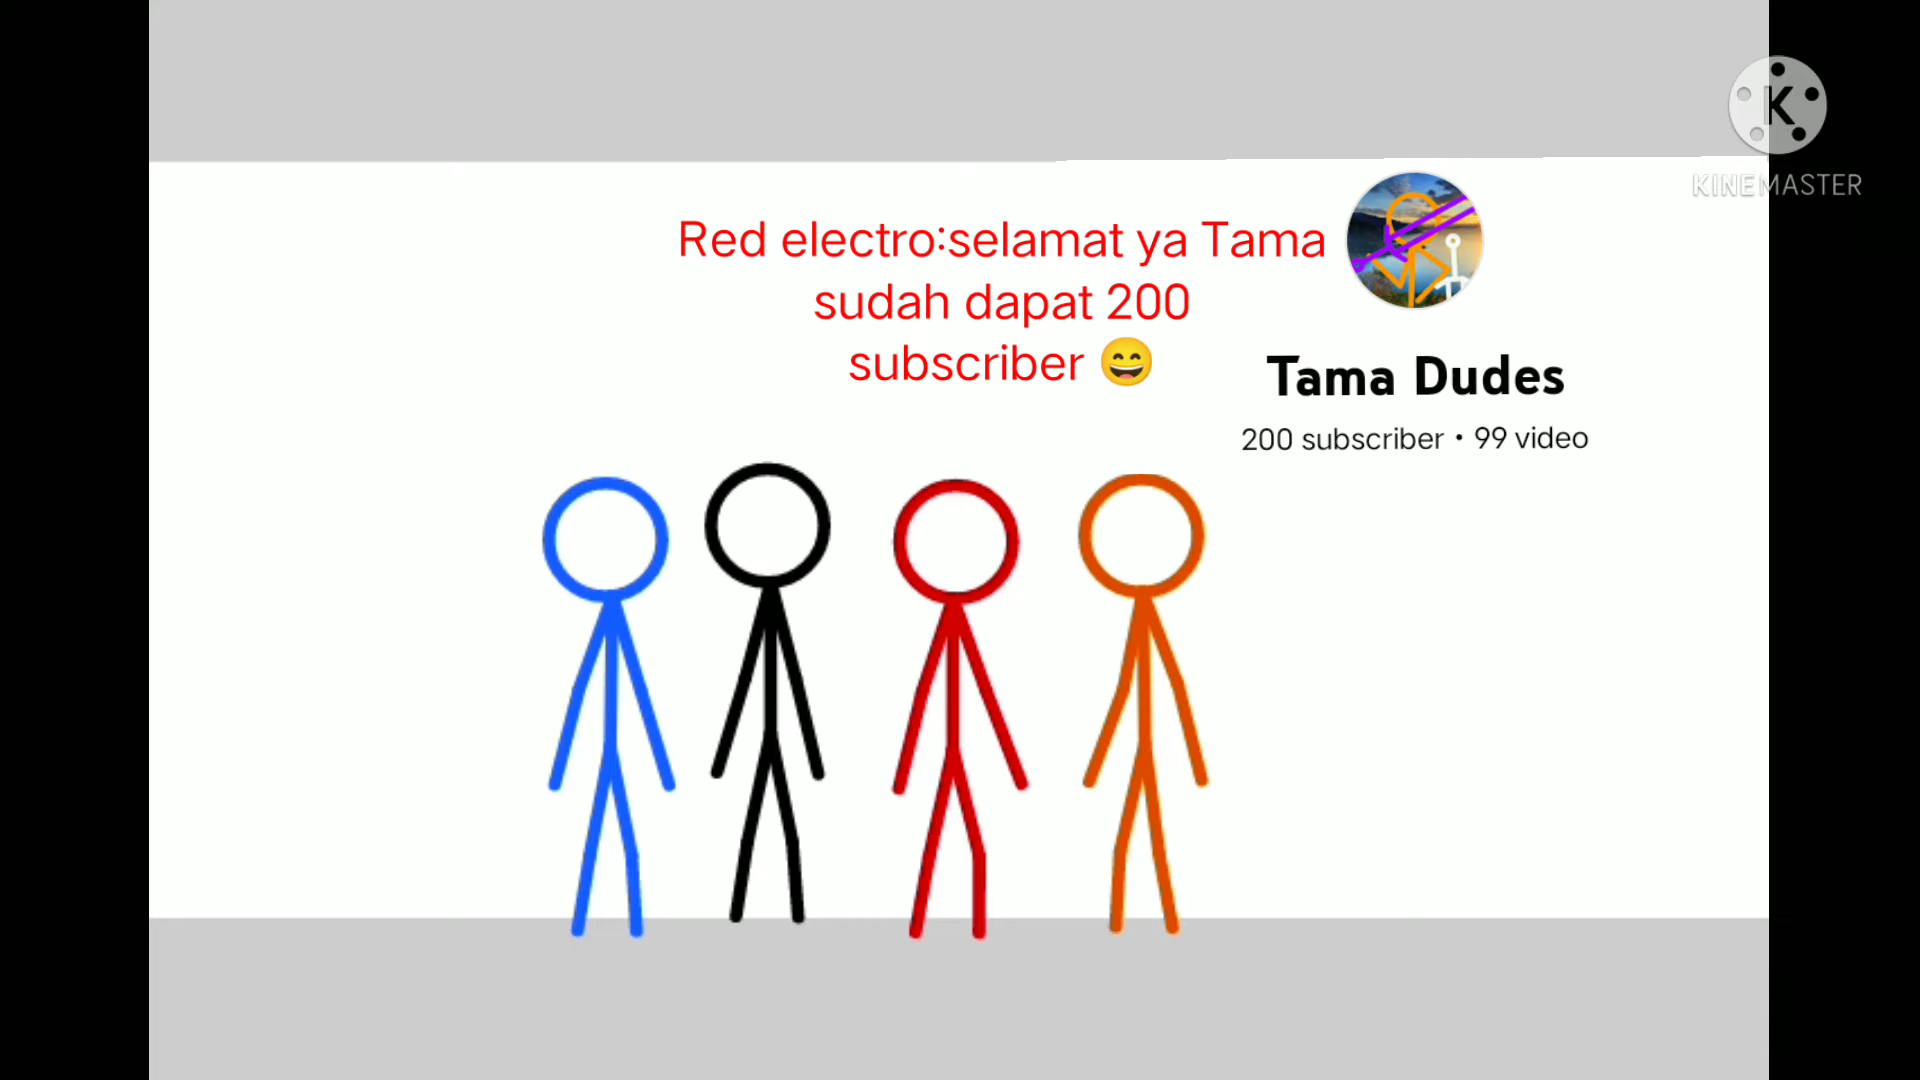 K
KINEMASTER
Red electro:selamat ya Tama
sudah dapat 200
subscriber 😄
Tama Dudes
200 subscriber • 99 video